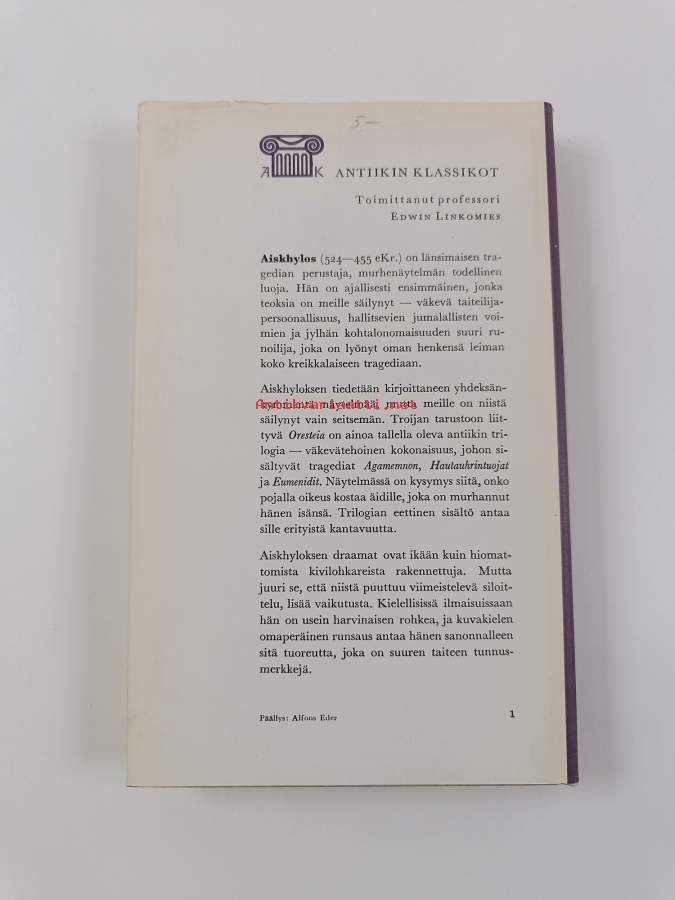 5—
A K ANTIIKIN KLASSIKOT
Toimittanut professori
EDWIN LINKOMIES
Aiskhylos (524—455 eKr.) on länsimaisen tra-
gedian perustaja, murhenäytelmän todellinen
luoja. Hän on ajallisesti ensimmäinen, jonka
teoksia on meille säilynyt — väkevä taiteilija-
persoonallisuus, hallitsevien jumalallisten voi-
mien ja jylhän kohtalonomaisuuden suuri ru-
noilija, joka on lyönyt oman henkensä leiman
koko kreikkalaiseen tragediaan.
Aiskhyloksen tiedetään kirjoittaneen yhdeksän-
kymmentä näytelmää, mutta meille on niistä
Antikvariaatti.net
säilynyt vain seitsemän. Troijan tarustoon liit-
tyvä Oresteia on ainoa tallella oleva antiikin tri-
logia — väkevätehoinen kokonaisuus, johon si-
sältyvät tragediat Agamemnon, Hautauhrintuojat
ja Eumenidit. Näytelmässä on kysymys siitä, onko
pojalla oikeus kostaa äidille, joka on murhannut
hänen isänsä. Trilogian eettinen sisältö antaa
sille erityistä kantavuutta.
Aiskhyloksen draamat ovat ikään kuin hiomat-
tomista kivilohkareista rakennettuja. Mutta
juuri se, että niistä puuttuu viimeistelevä siloit-
telu, lisää vaikutusta. Kielellisissä ilmaisuissaan
hän on usein harvinaisen rohkea, ja kuvakielen
omaperäinen runsaus antaa hänen sanonnalleen
sitä tuoreutta, joka on suuren taiteen tunnus-
merkkejä.
Päällys: Alfons Eder 1